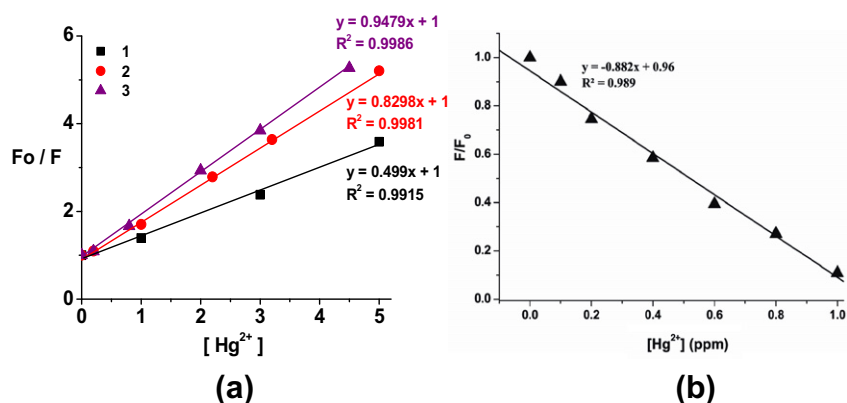 y = 0.9479x + 1
R² = 0.9986
1
2
3
y = 0.8298x + 1
R² = 0.9981
y = 0.499x + 1
R² = 0.9915
Fo / F
6
4
2
0
0 1 2 3 4 5
[ Hg²⁺ ]
(a)
y = -0.882x + 0.96
R² = 0.989
F/F₀
1.0
0.8
0.6
0.4
0.2
0.0
0.0 0.2 0.4 0.6 0.8 1.0
[Hg²⁺] (ppm)
(b)